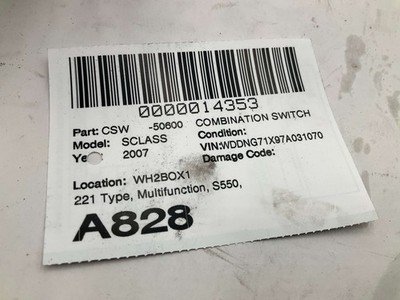 0000014353
Part: CSW -50600 COMBINATION SWITCH
Model: SCLASS Condition:
Ye 2007 VIN:WDDNG71X97A031070
Damage Code:
Location: WH2BOX1
221 Type, Multifunction, S550,
A828